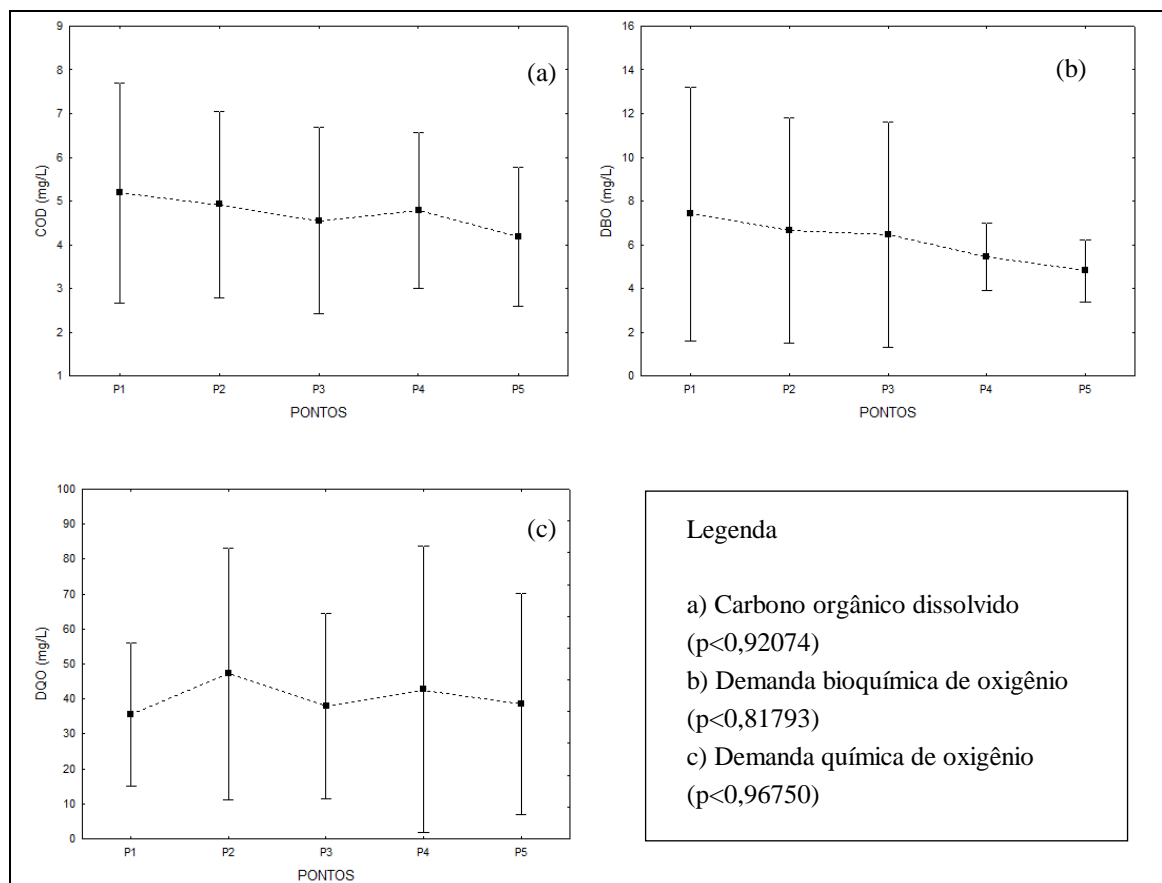 (a)
COD (mg/L)
9
8
7
6
5
4
3
2
1
P1 P2 P3 P4 P5
PONTOS
(b)
DBO (mg/L)
16
14
12
10
8
6
4
2
0
P1 P2 P3 P4 P5
PONTOS
(c)
DQO (mg/L)
100
90
80
70
60
50
40
30
20
10
0
P1 P2 P3 P4 P5
PONTOS
Legenda
a) Carbono orgânico dissolvido
(p<0,92074)
b) Demanda bioquímica de oxigênio
(p<0,81793)
c) Demanda química de oxigênio
(p<0,96750)